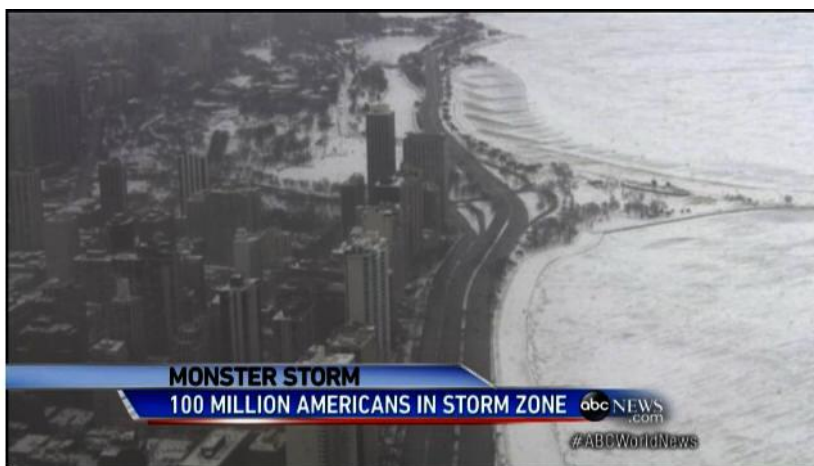 MONSTER STORM
100 MILLION AMERICANS IN STORM ZONE
abc NEWS
.com
#ABCWorldNews